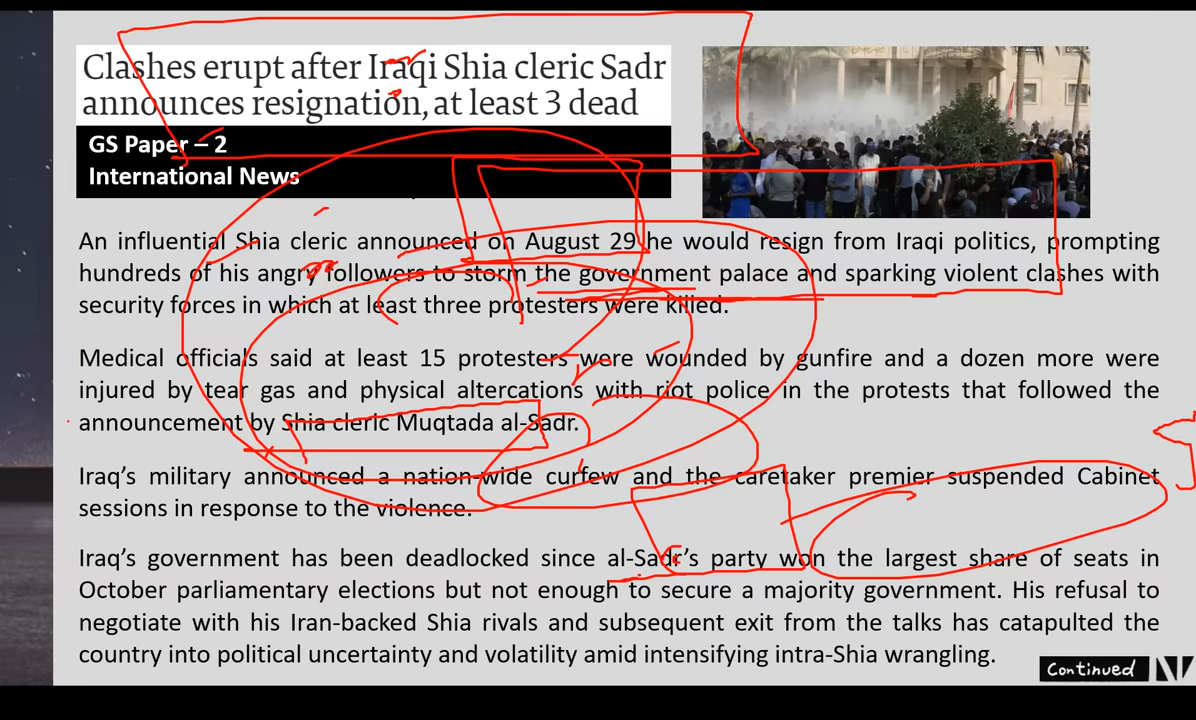 Clashes erupt after Iraqi Shia cleric Sadr
announces resignation, at least 3 dead
GS Paper – 2
International News
An influential Shia cleric announced on August 29 he would resign from Iraqi politics, prompting
hundreds of his angry followers to storm the government palace and sparking violent clashes with
security forces in which at least three protesters were killed.
Medical officials said at least 15 protesters were wounded by gunfire and a dozen more were
injured by tear gas and physical altercations with riot police in the protests that followed the
announcement by Shia cleric Muqtada al-Sadr.
Iraq's military announced a nation-wide curfew and the caretaker premier suspended Cabinet
sessions in response to the violence.
Iraq's government has been deadlocked since al-Sadr's party won the largest share of seats in
October parliamentary elections but not enough to secure a majority government. His refusal to
negotiate with his Iran-backed Shia rivals and subsequent exit from the talks has catapulted the
country into political uncertainty and volatility amid intensifying intra-Shia wrangling.
Continued